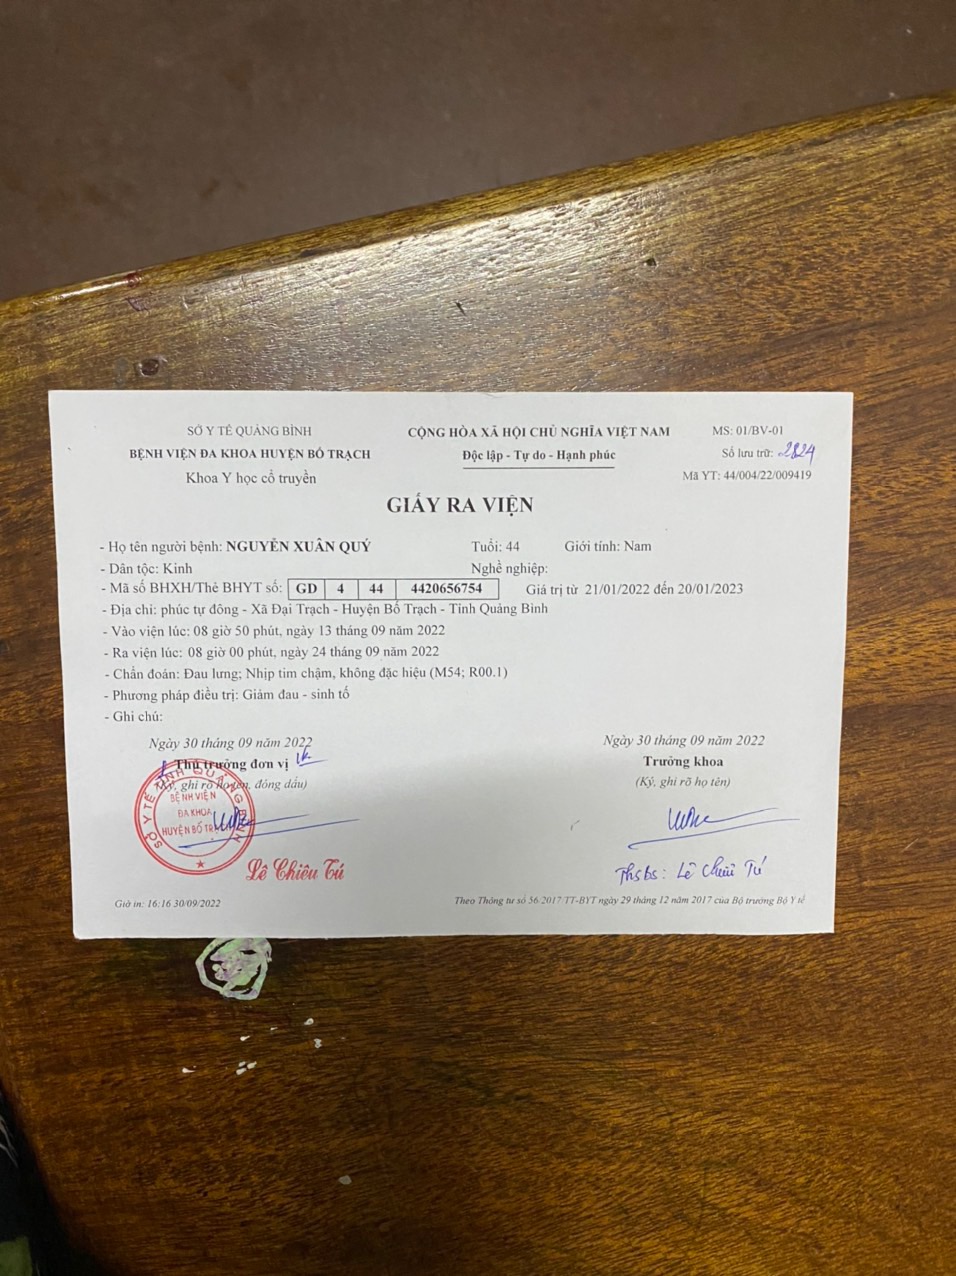 SỞ Y TẾ QUẢNG BÌNH
BỆNH VIỆN ĐA KHOA HUYỆN BỐ TRẠCH
Khoa Y học cổ truyền
CỘNG HÒA XÃ HỘI CHỦ NGHĨA VIỆT NAM
Độc lập - Tự do - Hạnh phúc
MS: 01/BV-01
Số lưu trữ: 2824
Mã YT: 44/004/22/009419
GIẤY RA VIỆN
- Họ tên người bệnh: NGUYỄN XUÂN QUÝ Tuổi: 44 Giới tính: Nam
- Dân tộc: Kinh Nghề nghiệp:
- Mã số BHXH/Thẻ BHYT số: GD 4 44 4420656754 Giá trị từ 21/01/2022 đến 20/01/2023
- Địa chỉ: phúc tự đông - Xã Đại Trạch - Huyện Bố Trạch - Tỉnh Quảng Bình
- Vào viện lúc: 08 giờ 50 phút, ngày 13 tháng 09 năm 2022
- Ra viện lúc: 08 giờ 00 phút, ngày 24 tháng 09 năm 2022
- Chẩn đoán: Đau lưng; Nhịp tim chậm, không đặc hiệu (M54; R00.1)
- Phương pháp điều trị: Giảm đau - sinh tố
- Ghi chú:
Ngày 30 tháng 09 năm 2022
Thủ trưởng đơn vị
(Ký, ghi rõ họ tên, đóng dấu)
SỞ Y TẾ TỈNH QUẢNG BÌNH
BỆNH VIỆN
ĐA KHOA
HUYỆN BỐ TRẠCH
Lê Chiêu Tú
Ngày 30 tháng 09 năm 2022
Trưởng khoa
(Ký, ghi rõ họ tên)
Ths bs: Lê Chiêu Tú
Giờ in: 16:16 30/09/2022
Theo Thông tư số 56/2017/TT-BYT ngày 29 tháng 12 năm 2017 của Bộ trưởng Bộ Y tế